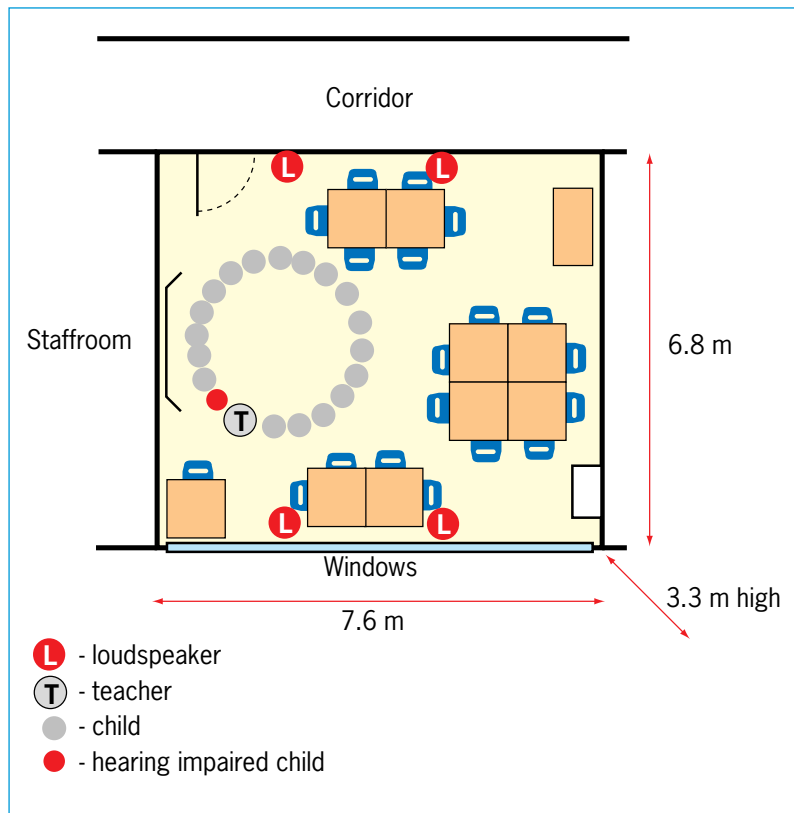 Corridor
L
L
Staffroom
6.8 m
T
L
L
Windows
3.3 m high
7.6 m
L - loudspeaker
T - teacher
- child
- hearing impaired child